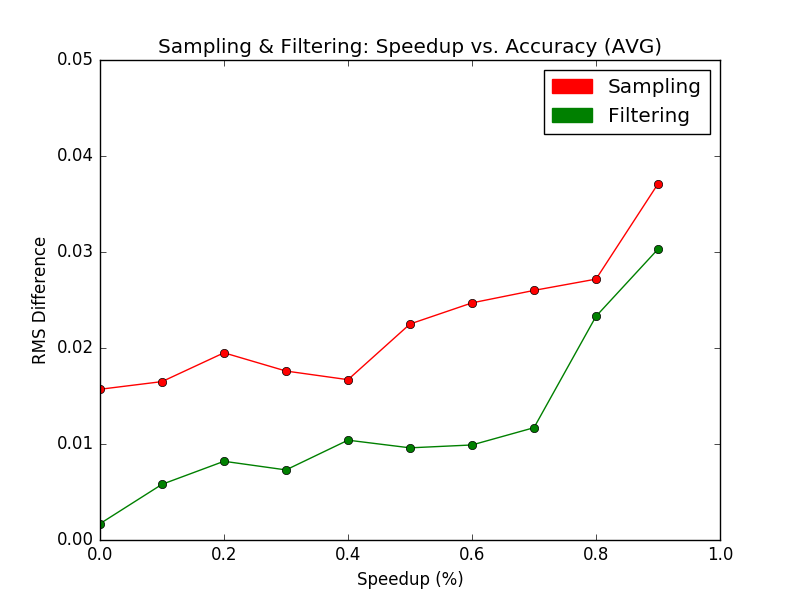 Sampling & Filtering: Speedup vs. Accuracy (AVG)
Sampling
Filtering
0.05
0.04
0.03
0.02
0.01
0.00
RMS Difference
0.0 0.2 0.4 0.6 0.8 1.0
Speedup (%)